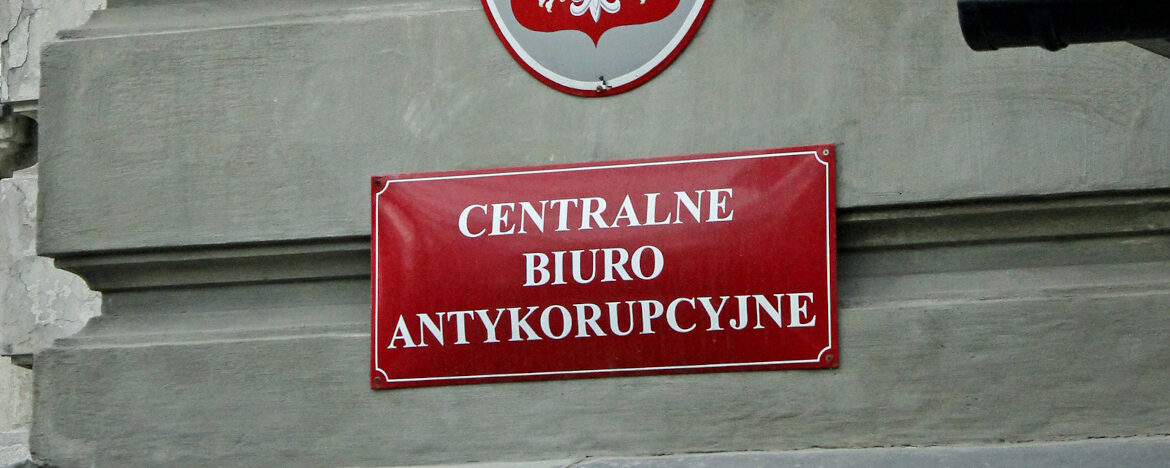 CENTRALNE
BIURO
ANTYKORUPCYJNE